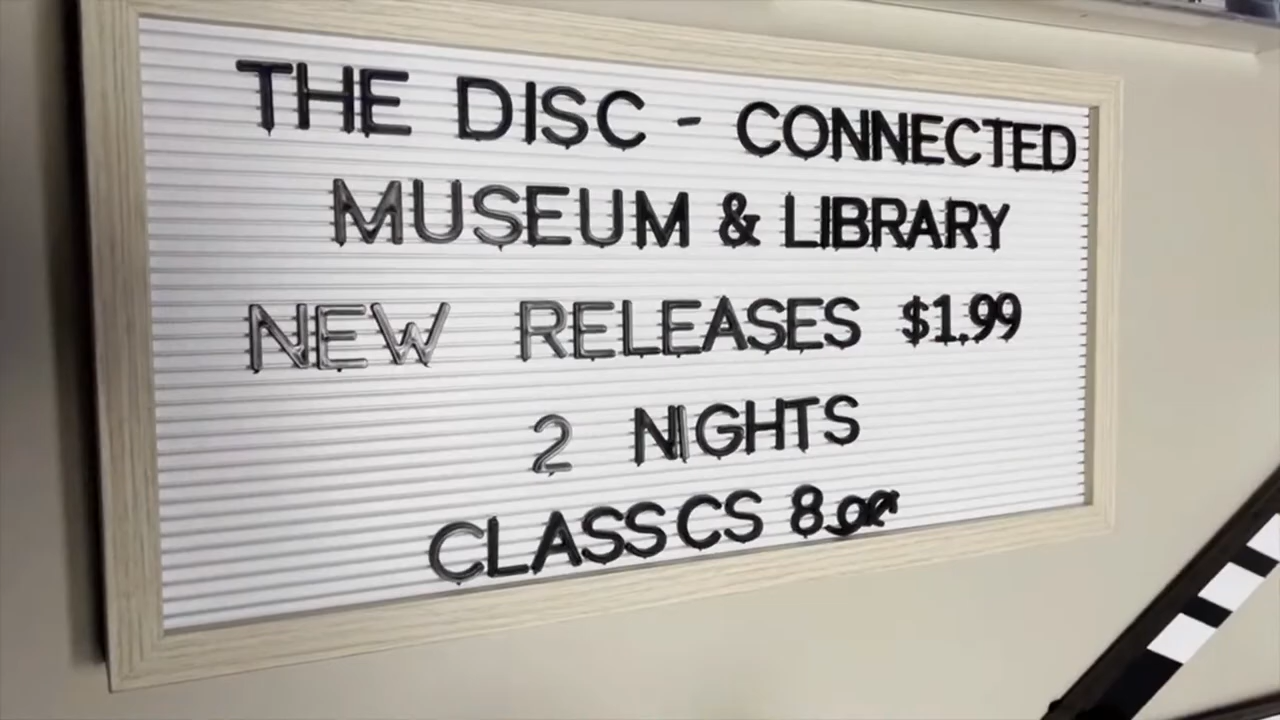 THE DISC - CONNECTED
MUSEUM & LIBRARY
NEW RELEASES $1.99
2 NIGHTS
CLASSCS